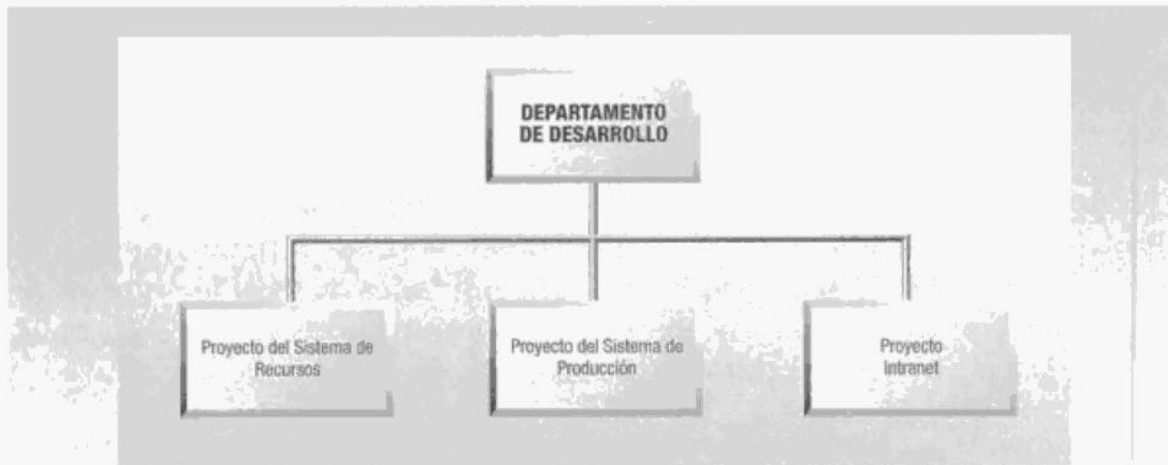 DEPARTAMENTO
DE DESARROLLO
Proyecto del Sistema de
Recursos
Proyecto del Sistema de
Producción
Proyecto
Intranet